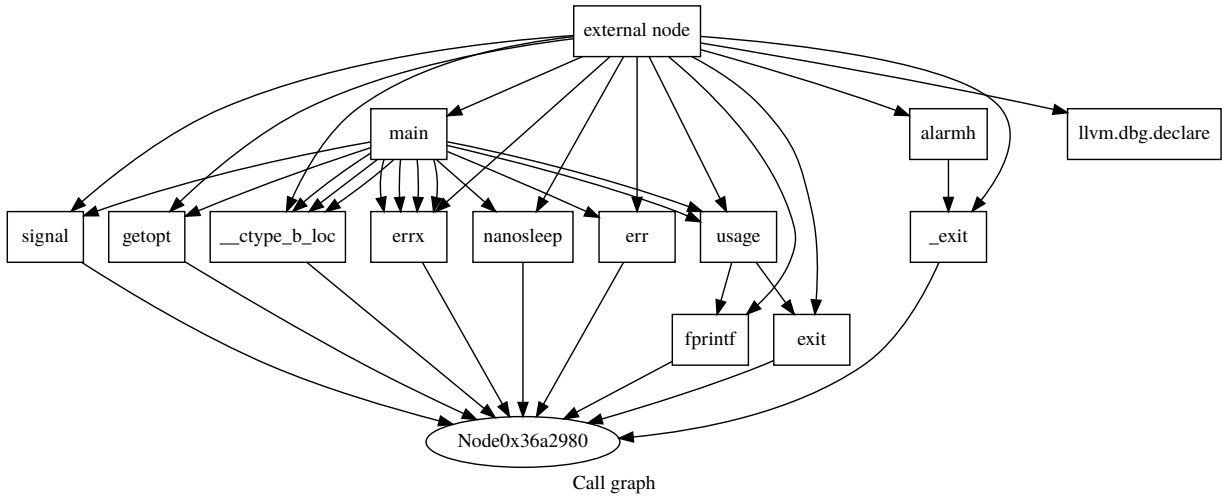 external node
main
alarmh
llvm.dbg.declare
signal
getopt
__ctype_b_loc
errx
nanosleep
err
usage
_exit
fprintf
exit
Node0x36a2980
Call graph